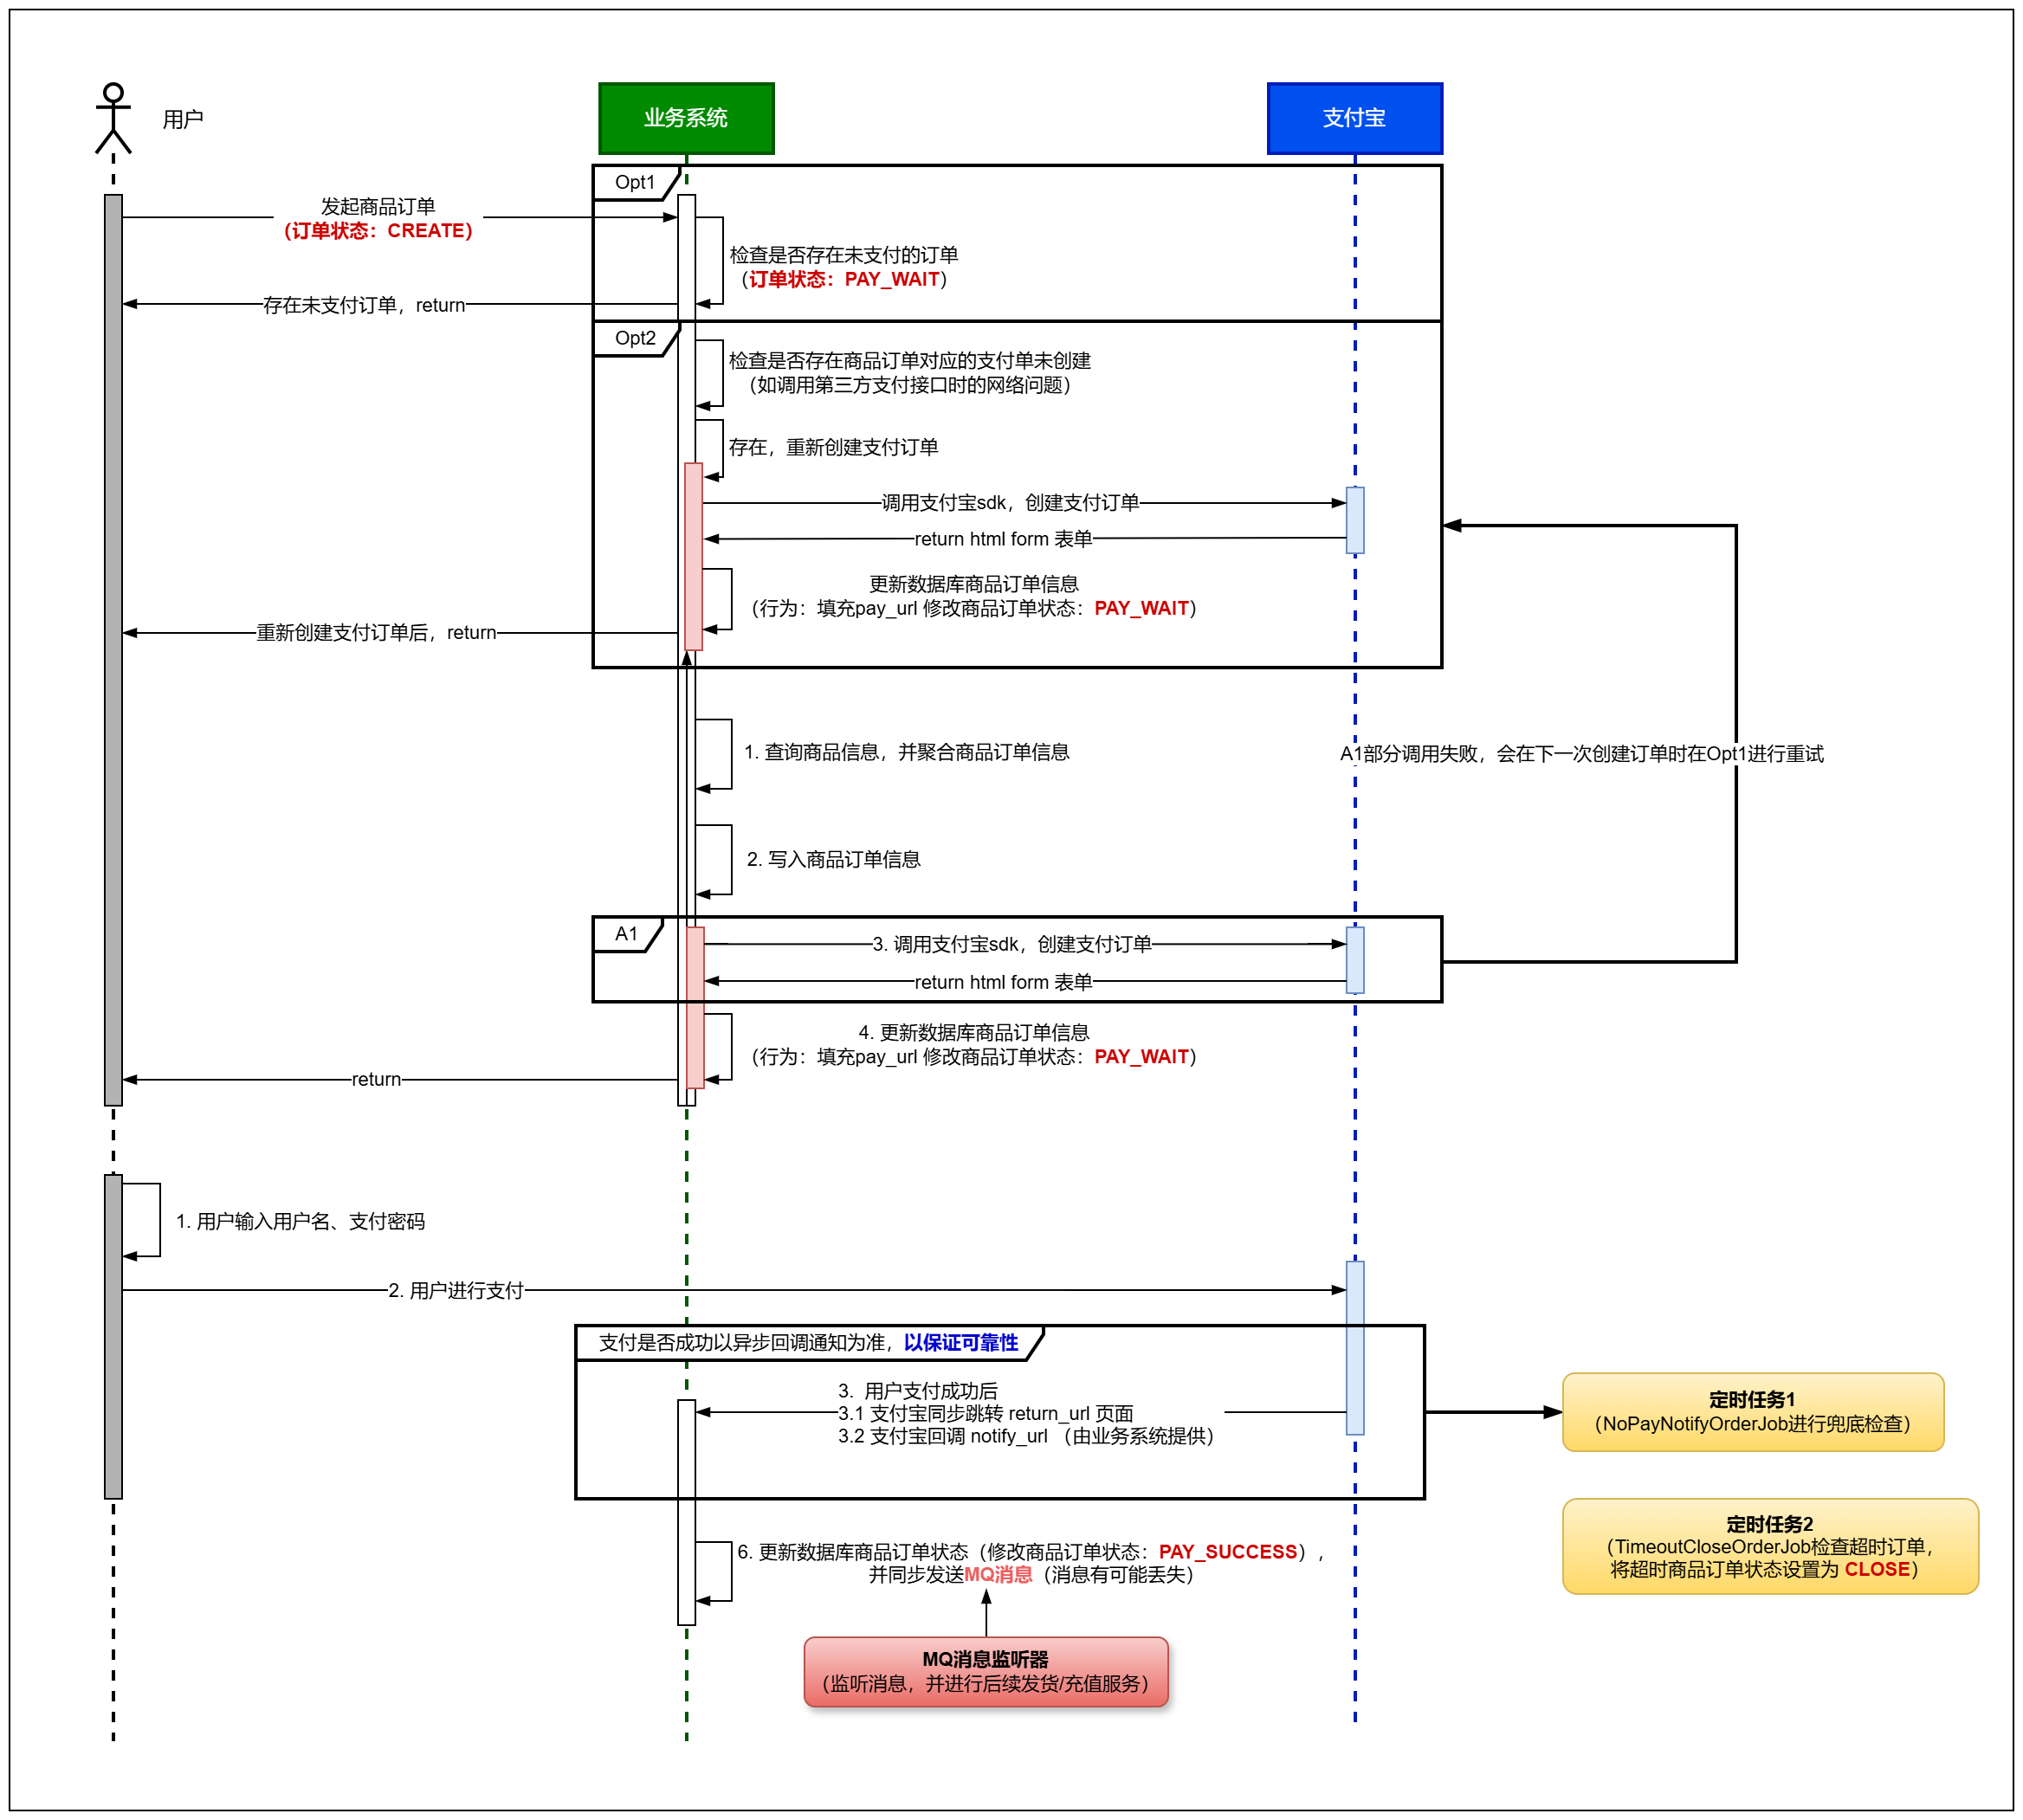 用户
业务系统
支付宝
Opt1
发起商品订单
（订单状态：CREATE）
检查是否存在未支付的订单
（订单状态：PAY_WAIT）
存在未支付订单，return
Opt2
检查是否存在商品订单对应的支付单未创建
（如调用第三方支付接口时的网络问题）
存在，重新创建支付订单
调用支付宝sdk，创建支付订单
return html form 表单
更新数据库商品订单信息
（行为：填充pay_url 修改商品订单状态：PAY_WAIT）
重新创建支付订单后，return
1. 查询商品信息，并聚合商品订单信息
A1部分调用失败，会在下一次创建订单时在Opt1进行重试
2. 写入商品订单信息
A1
3. 调用支付宝sdk，创建支付订单
return html form 表单
4. 更新数据库商品订单信息
（行为：填充pay_url 修改商品订单状态：PAY_WAIT）
return
1. 用户输入用户名、支付密码
2. 用户进行支付
支付是否成功以异步回调通知为准，以保证可靠性
3. 用户支付成功后
3.1 支付宝同步跳转 return_url 页面
3.2 支付宝回调 notify_url （由业务系统提供）
定时任务1
（NoPayNotifyOrderJob进行兜底检查）
定时任务2
（TimeoutCloseOrderJob检查超时订单，
将超时商品订单状态设置为 CLOSE）
6. 更新数据库商品订单状态（修改商品订单状态：PAY_SUCCESS），
并同步发送MQ消息（消息有可能丢失）
MQ消息监听器
（监听消息，并进行后续发货/充值服务）